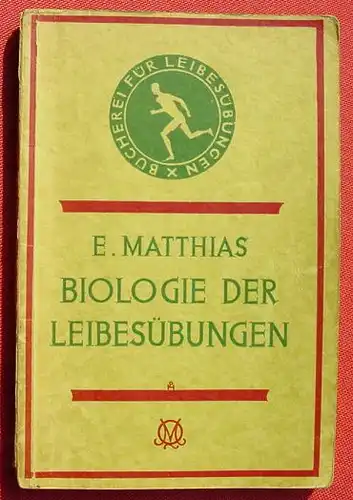 BÜCHEREI FÜR LEIBESÜBUNGEN ×
E. MATTHIAS
BIOLOGIE DER
LEIBESÜBUNGEN